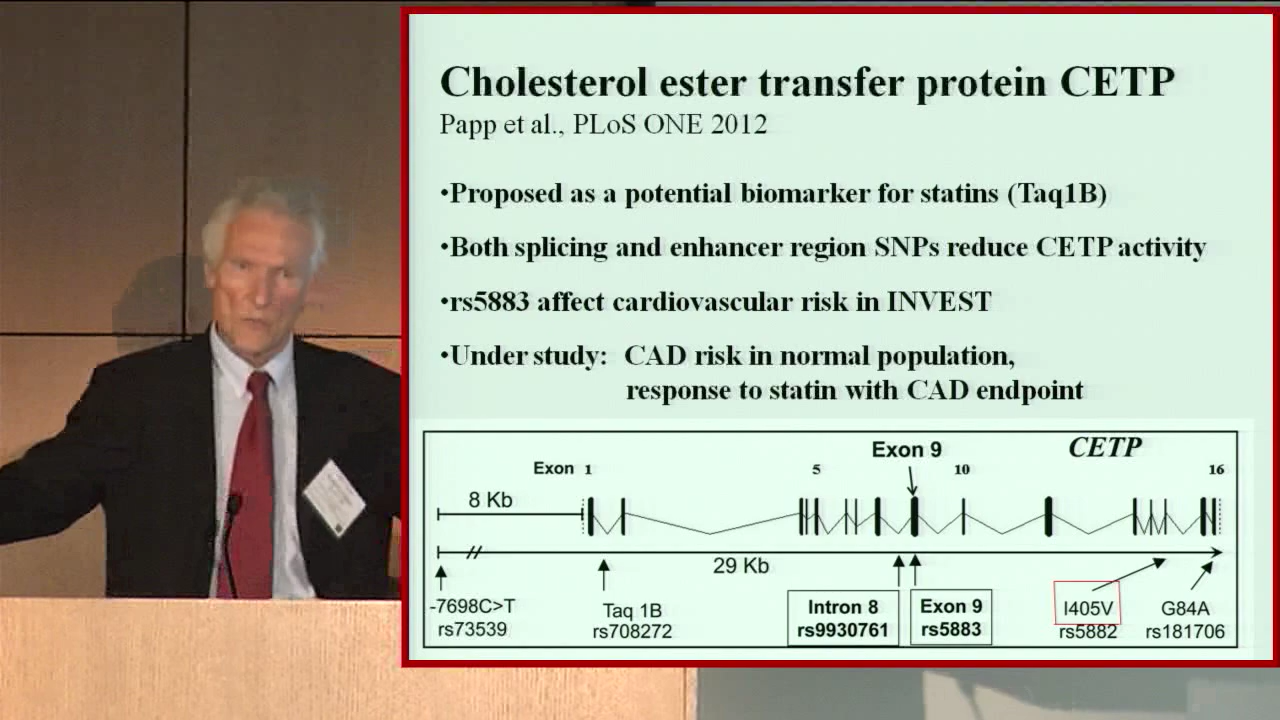 Cholesterol ester transfer protein CETP
Papp et al., PLoS ONE 2012
•Proposed as a potential biomarker for statins (Taq1B)
•Both splicing and enhancer region SNPs reduce CETP activity
•rs5883 affect cardiovascular risk in INVEST
•Under study: CAD risk in normal population,
response to statin with CAD endpoint
Exon 9
CETP
Exon 1 5 10 16
8 Kb
29 Kb
-7698C>T
rs73539
Taq 1B
rs708272
Intron 8
rs9930761
Exon 9
rs5883
I405V
rs5882
G84A
rs181706